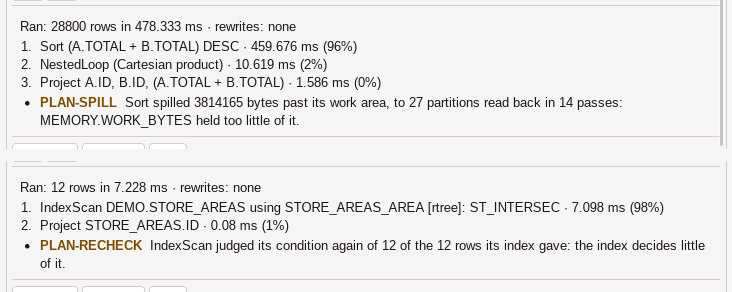 Ran: 28800 rows in 478.333 ms · rewrites: none
1. Sort (A.TOTAL + B.TOTAL) DESC · 459.676 ms (96%)
2. NestedLoop (Cartesian product) · 10.619 ms (2%)
3. Project A.ID, B.ID, (A.TOTAL + B.TOTAL) · 1.586 ms (0%)
• PLAN-SPILL Sort spilled 3814165 bytes past its work area, to 27 partitions read back in 14 passes:
MEMORY.WORK_BYTES held too little of it.
Ran: 12 rows in 7.228 ms · rewrites: none
1. IndexScan DEMO.STORE_AREAS using STORE_AREAS_AREA [rtree]: ST_INTERSEC · 7.098 ms (98%)
2. Project STORE_AREAS.ID · 0.08 ms (1%)
• PLAN-RECHECK IndexScan judged its condition again of 12 of the 12 rows its index gave: the index decides little
of it.